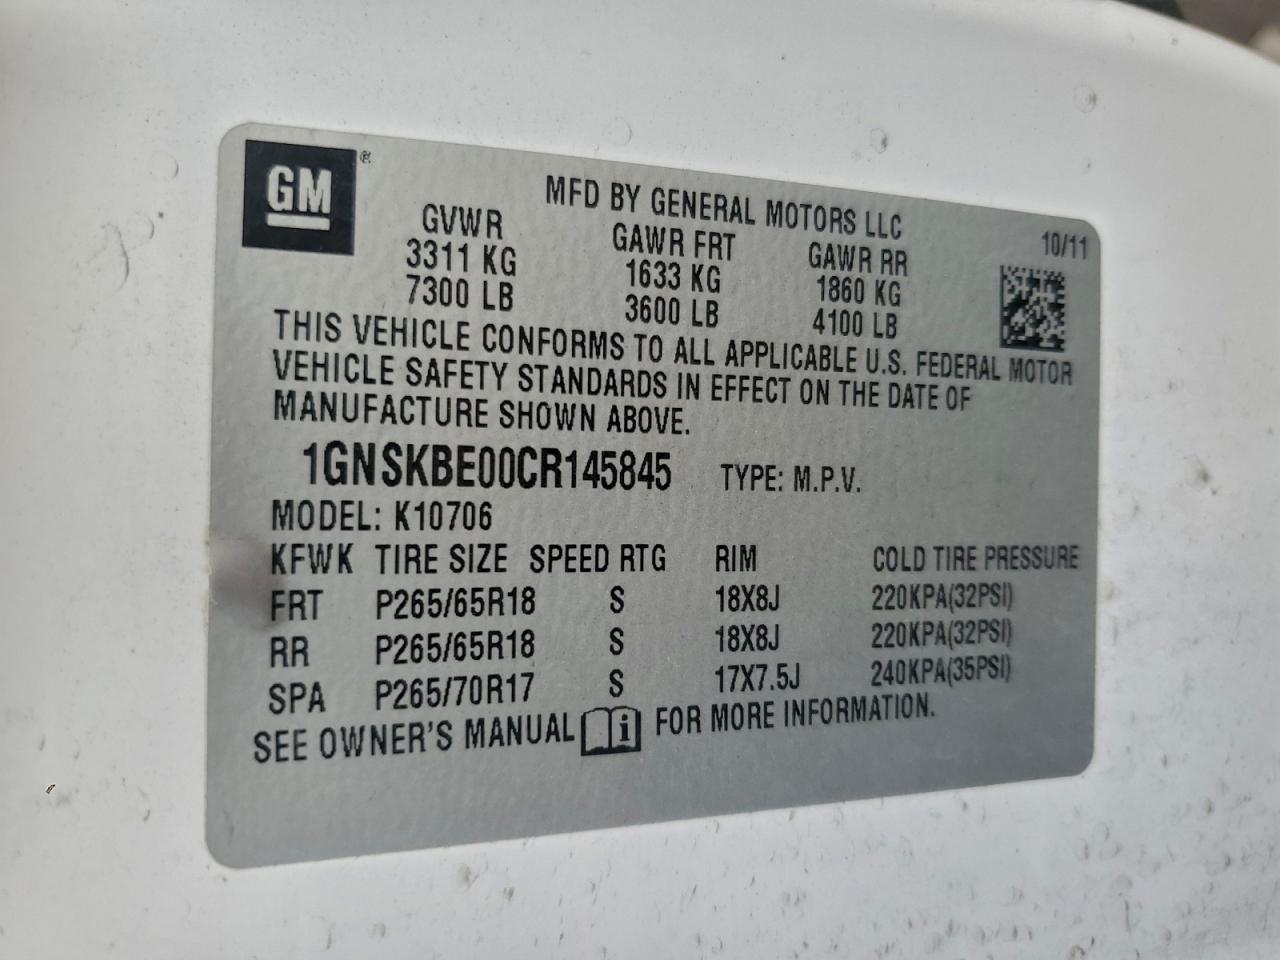 GM ®
MFD BY GENERAL MOTORS LLC
10/11
GVWR GAWR FRT GAWR RR
3311 KG 1633 KG 1860 KG
7300 LB 3600 LB 4100 LB
THIS VEHICLE CONFORMS TO ALL APPLICABLE U.S. FEDERAL MOTOR
VEHICLE SAFETY STANDARDS IN EFFECT ON THE DATE OF
MANUFACTURE SHOWN ABOVE.
1GNSKBE00CR145845 TYPE: M.P.V.
MODEL: K10706
KFWK TIRE SIZE SPEED RTG RIM COLD TIRE PRESSURE
FRT P265/65R18 S 18X8J 220KPA(32PSI)
RR P265/65R18 S 18X8J 220KPA(32PSI)
SPA P265/70R17 S 17X7.5J 240KPA(35PSI)
SEE OWNER'S MANUAL i FOR MORE INFORMATION.